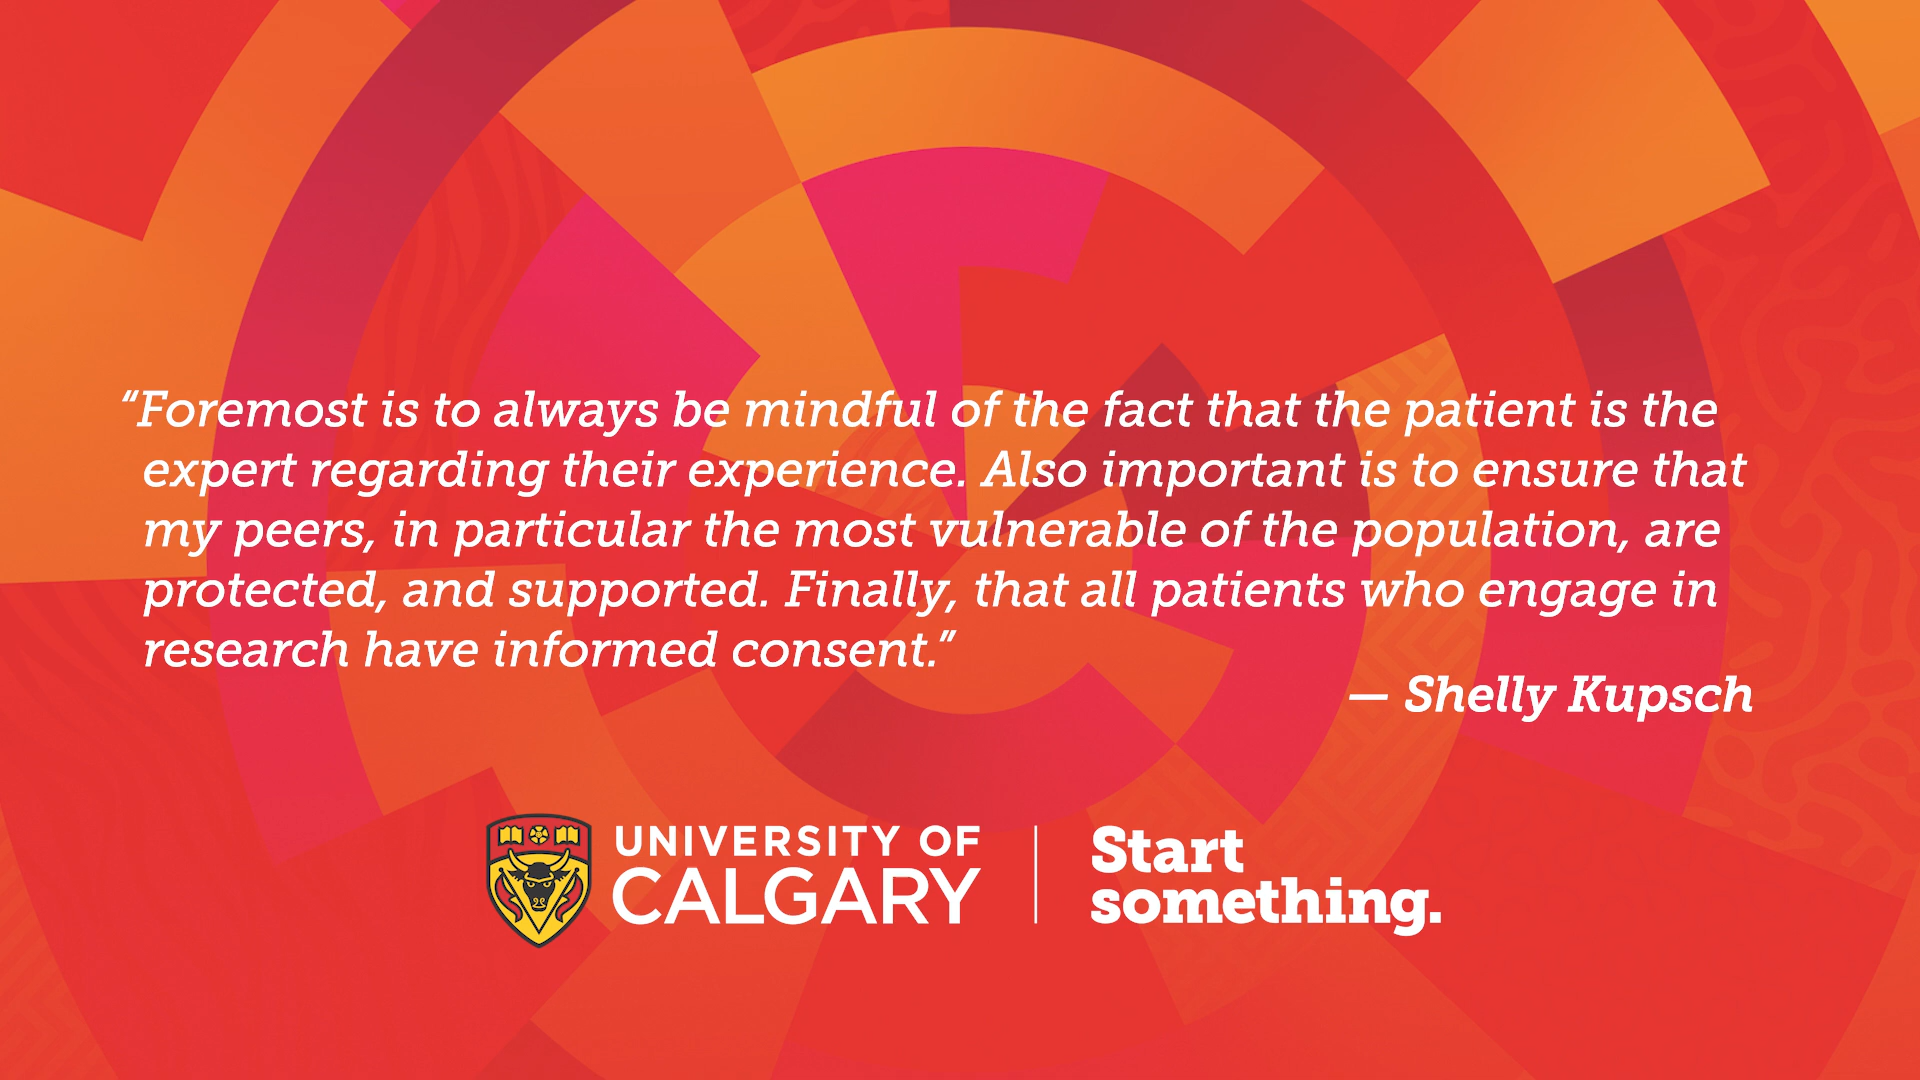 “Foremost is to always be mindful of the fact that the patient is the
expert regarding their experience. Also important is to ensure that
my peers, in particular the most vulnerable of the population, are
protected, and supported. Finally, that all patients who engage in
research have informed consent.”
— Shelly Kupsch
UNIVERSITY OF
CALGARY
Start
something.